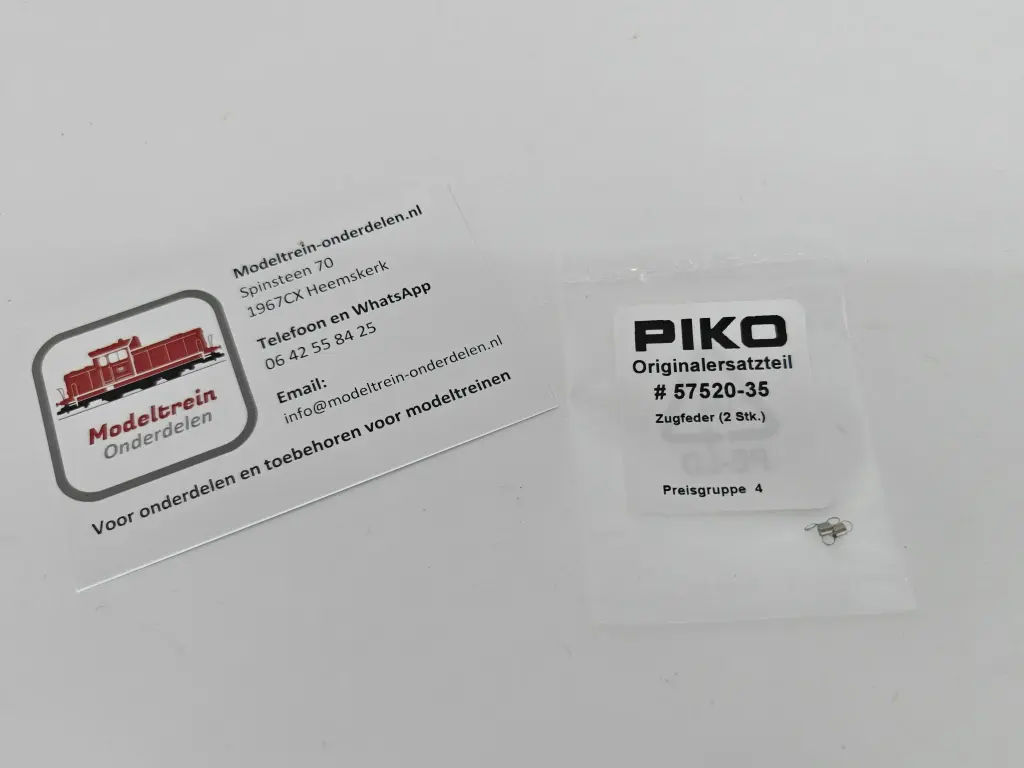 Modeltrein-onderdelen.nl
Spinsteen 70
1967CX Heemskerk
Telefoon en WhatsApp
06 42 55 84 25
Email:
info@modeltrein-onderdelen.nl
Modeltrein
Onderdelen
Voor onderdelen en toebehoren voor modeltreinen
PIKO
Originalersatzteil
# 57520-35
Zugfeder (2 Stk.)
Preisgruppe 4